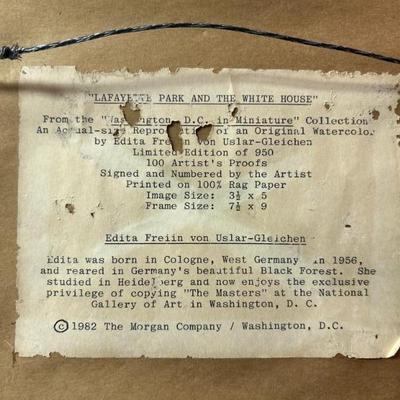 "LAFAYETTE PARK AND THE WHITE HOUSE"
From the "Washington, D.C. in Miniature" Collection
An Actual-size Reproduction of an Original Watercolor
by Edita Freiin von Uslar-Gleichen
Limited Edition of 950
100 Artist's Proofs
Signed and Numbered by the Artist
Printed on 100% Rag Paper
Image Size: 3½ x 5
Frame Size: 7½ x 9
Edita Freiin von Uslar-Gleichen
Edita was born in Cologne, West Germany in 1956,
and reared in Germany's beautiful Black Forest. She
studied in Heidelberg and now enjoys the exclusive
privilege of copying "The Masters" at the National
Gallery of Art in Washington, D. C.
© 1982 The Morgan Company / Washington, D.C.